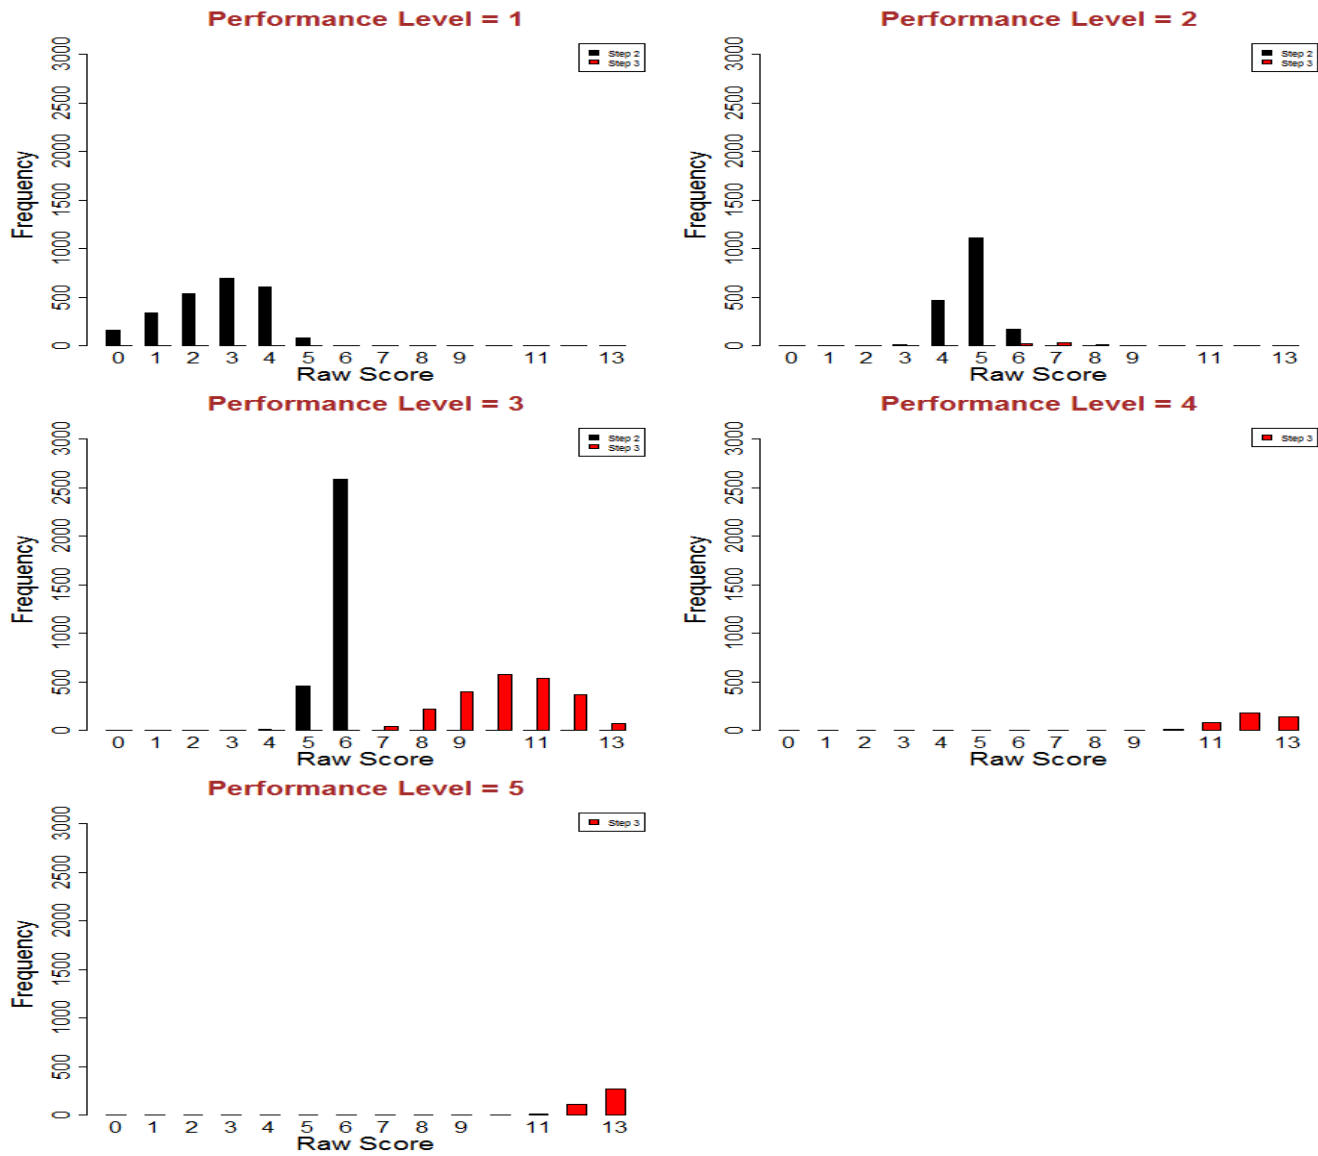 Performance Level = 1
Step 2
Step 3
Frequency
0 500 1000 1500 2000 2500 3000
0 1 2 3 4 5 6 7 8 9 11 13
Raw Score
Performance Level = 2
Step 2
Step 3
Frequency
0 500 1000 1500 2000 2500 3000
0 1 2 3 4 5 6 7 8 9 11 13
Raw Score
Performance Level = 3
Step 2
Step 3
Frequency
0 500 1000 1500 2000 2500 3000
0 1 2 3 4 5 6 7 8 9 11 13
Raw Score
Performance Level = 4
Step 3
Frequency
0 500 1000 1500 2000 2500 3000
0 1 2 3 4 5 6 7 8 9 11 13
Raw Score
Performance Level = 5
Step 3
Frequency
0 500 1000 1500 2000 2500 3000
0 1 2 3 4 5 6 7 8 9 11 13
Raw Score